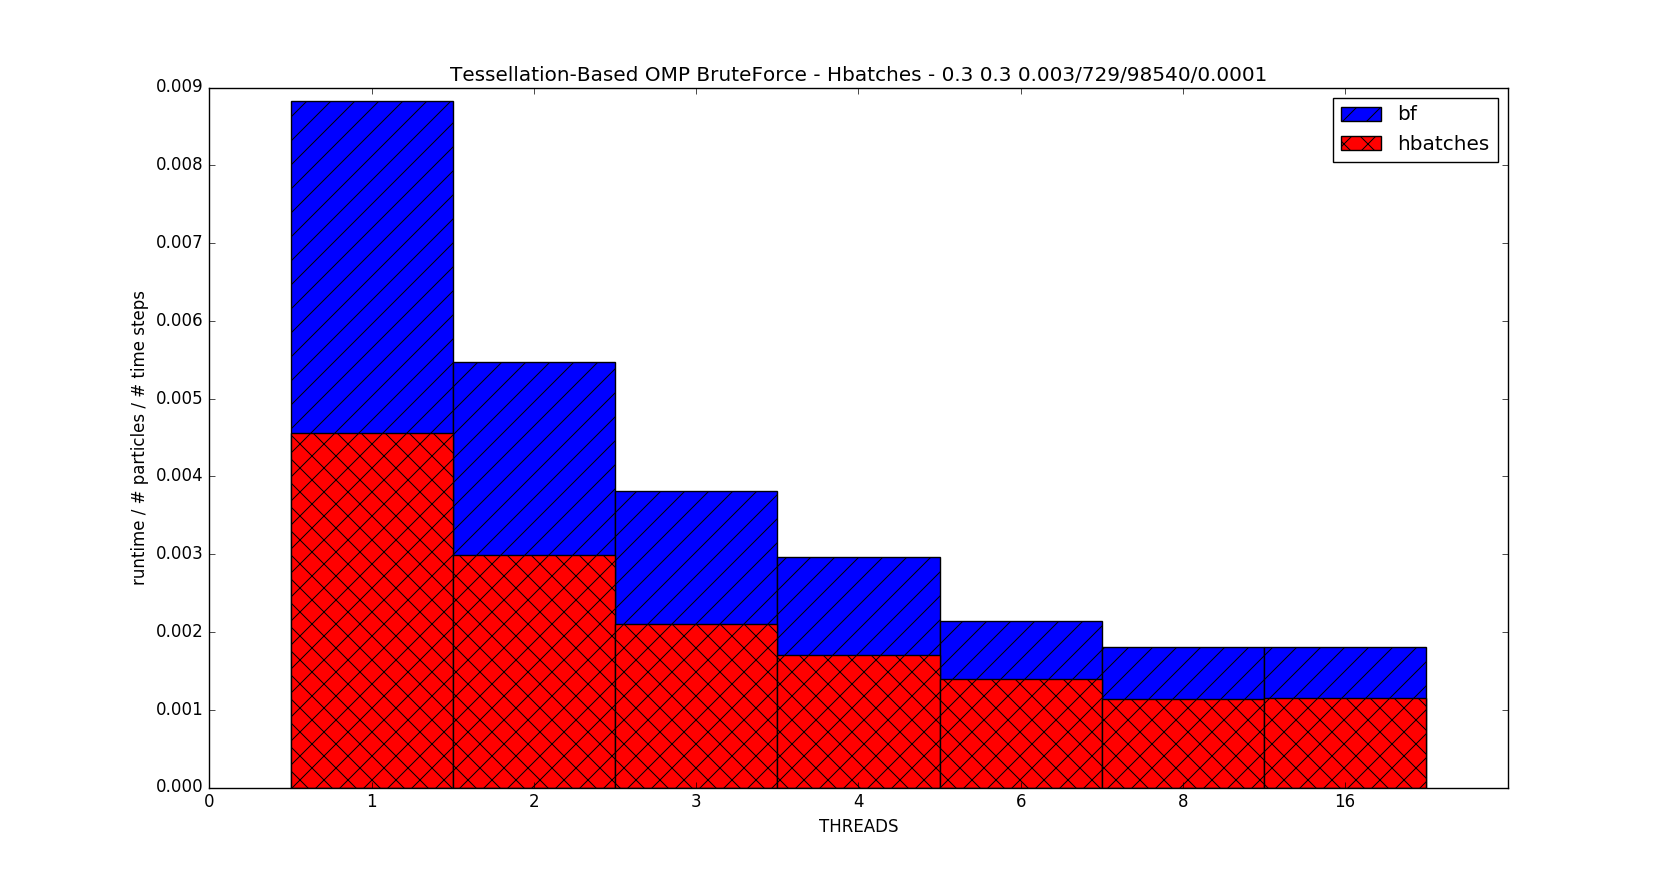 Tessellation-Based OMP BruteForce - Hbatches - 0.3 0.3 0.003/729/98540/0.0001
bf
hbatches
runtime / # particles / # time steps
0.009
0.008
0.007
0.006
0.005
0.004
0.003
0.002
0.001
0.000
0 1 2 3 4 6 8 16
THREADS